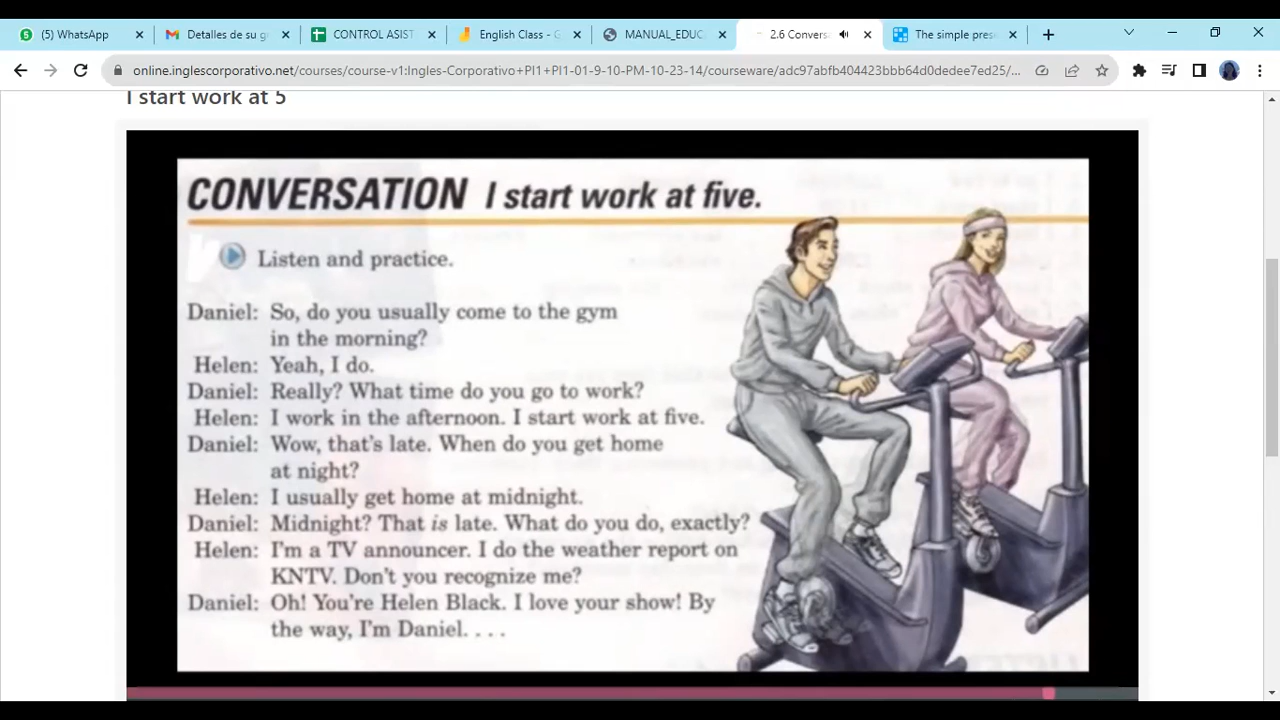 (5) WhatsApp
Detalles de su g
CONTROL ASIST
English Class - G
MANUAL_EDUC
2.6 Convers
The simple pres
online.inglescorporativo.net/courses/course-v1:Ingles_Corporativo+PI1+PI1-01-9-10-PM-10-23-14/courseware/adc97abfb404423bbb64d0dedee7ed25/...
I start work at 5
CONVERSATION I start work at five.
Listen and practice.
Daniel: So, do you usually come to the gym
in the morning?
Helen: Yeah, I do.
Daniel: Really? What time do you go to work?
Helen: I work in the afternoon. I start work at five.
Daniel: Wow, that's late. When do you get home
at night?
Helen: I usually get home at midnight.
Daniel: Midnight? That is late. What do you do, exactly?
Helen: I'm a TV announcer. I do the weather report on
KNTV. Don't you recognize me?
Daniel: Oh! You're Helen Black. I love your show! By
the way, I'm Daniel. . . .